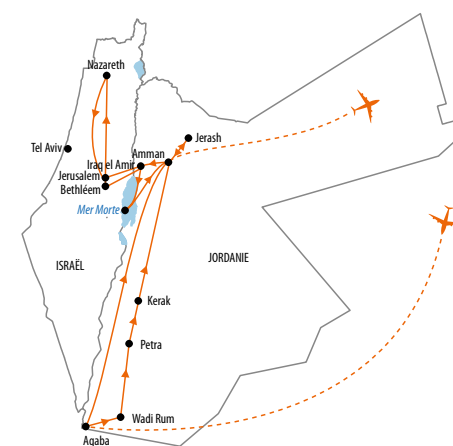 Nazareth
Jerash
Tel Aviv
Amman
Iraq el Amir
Jerusalem
Bethléem
Mer Morte
ISRAËL
JORDANIE
Kerak
Petra
Wadi Rum
Aqaba